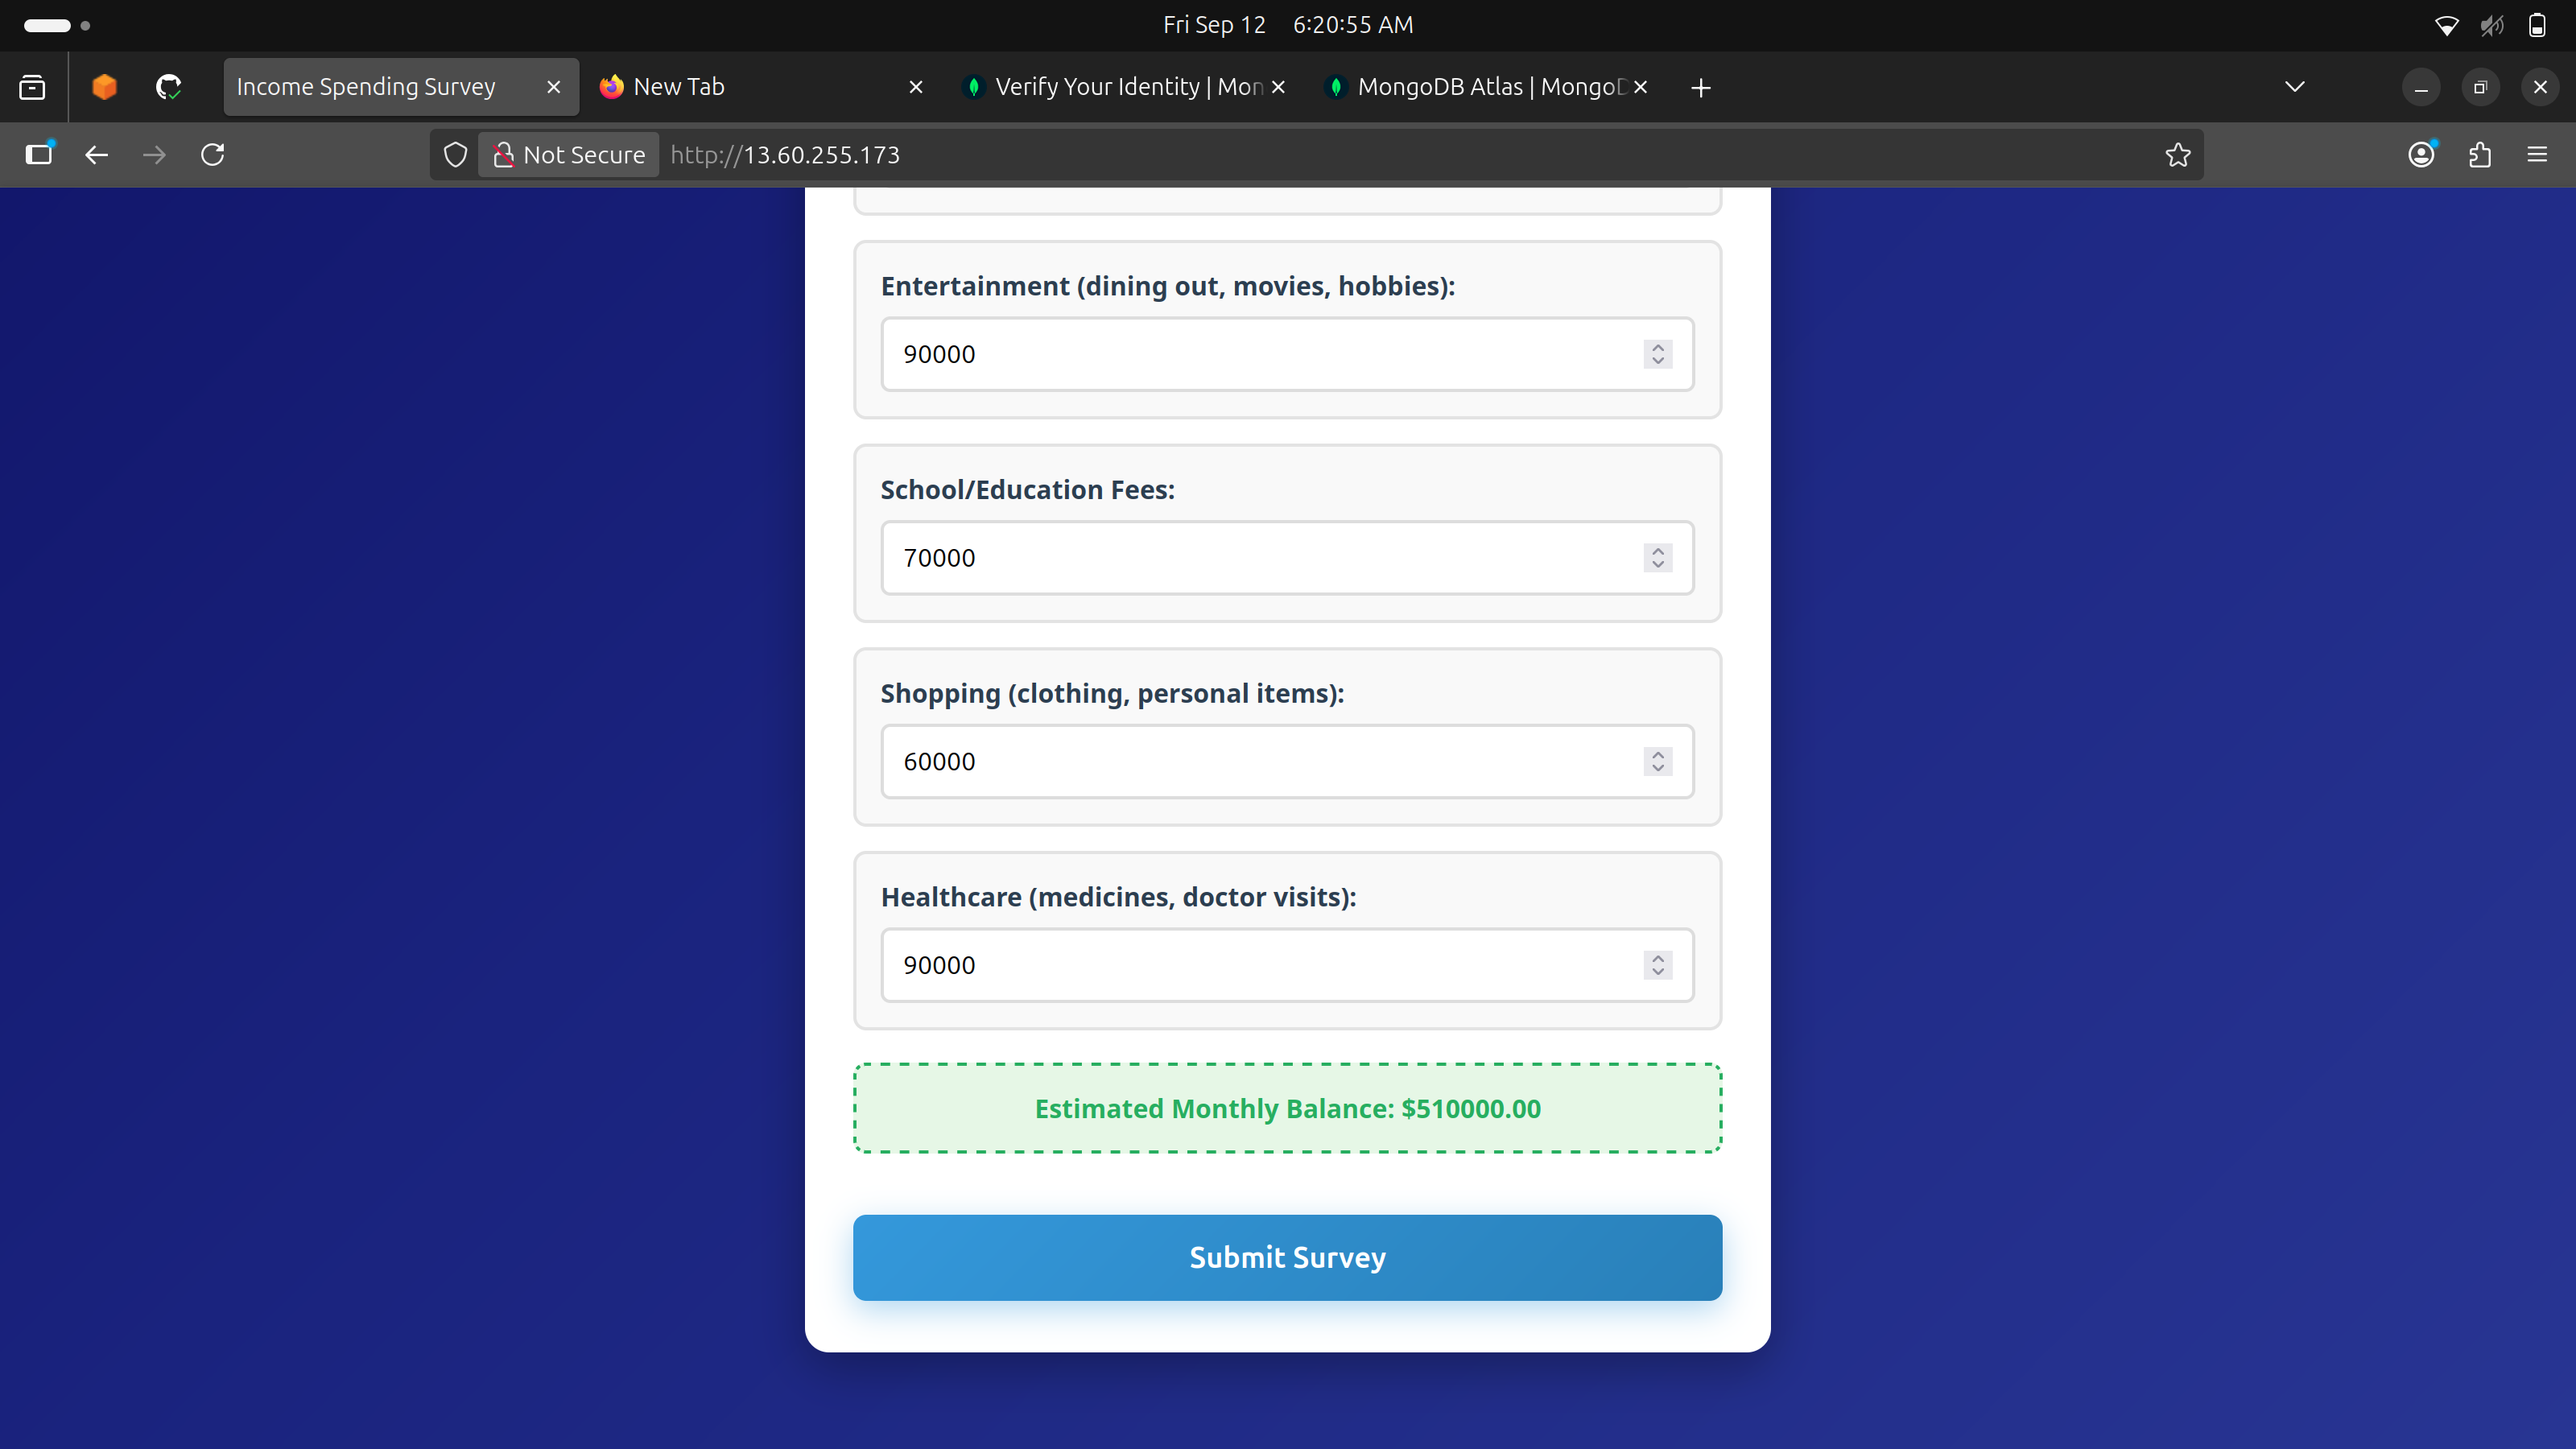 Fri Sep 12 6:20:55 AM
Income Spending Survey
New Tab
Verify Your Identity | Mon
MongoDB Atlas | MongoD
Not Secure
http://13.60.255.173
Entertainment (dining out, movies, hobbies):
90000
School/Education Fees:
70000
Shopping (clothing, personal items):
60000
Healthcare (medicines, doctor visits):
90000
Estimated Monthly Balance: $510000.00
Submit Survey